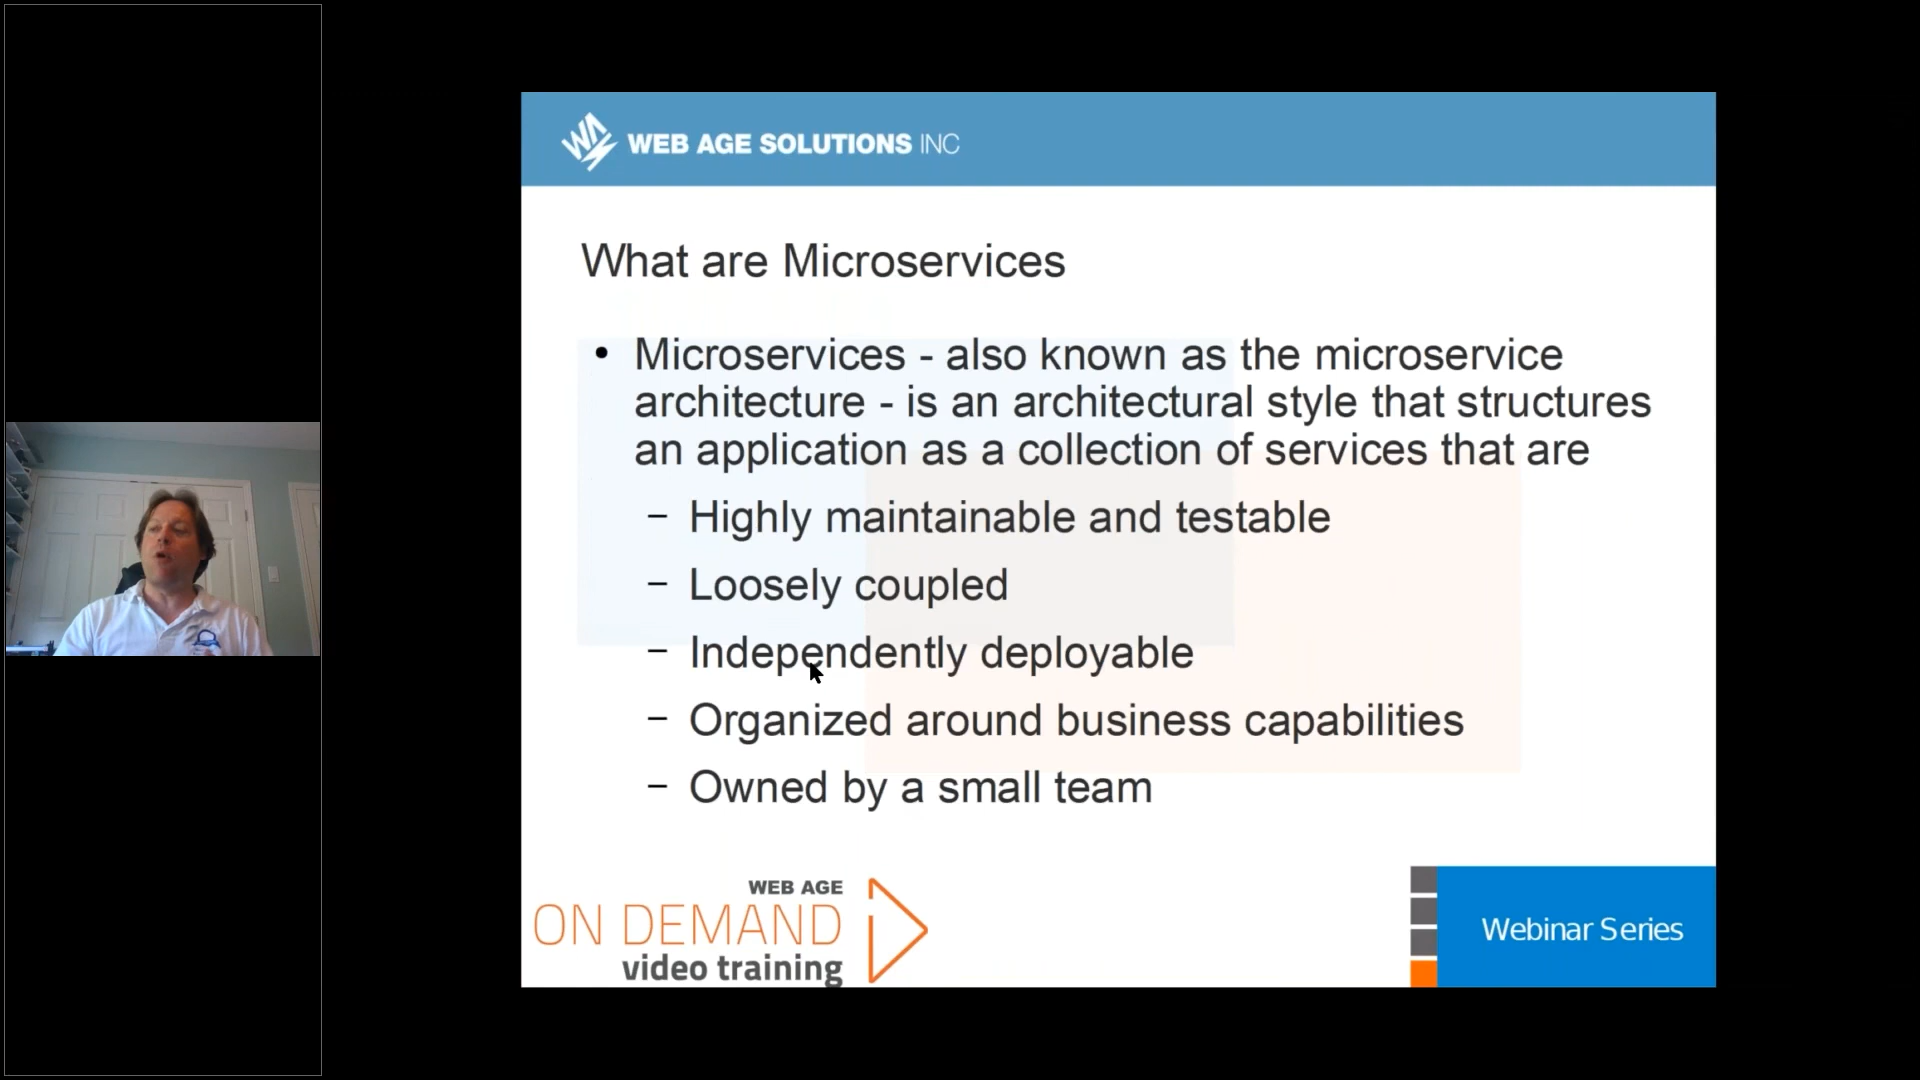 WEB AGE SOLUTIONS INC
What are Microservices
• Microservices - also known as the microservice
architecture - is an architectural style that structures
an application as a collection of services that are
– Highly maintainable and testable
– Loosely coupled
– Independently deployable
– Organized around business capabilities
– Owned by a small team
WEB AGE
ON DEMAND
video training
Webinar Series